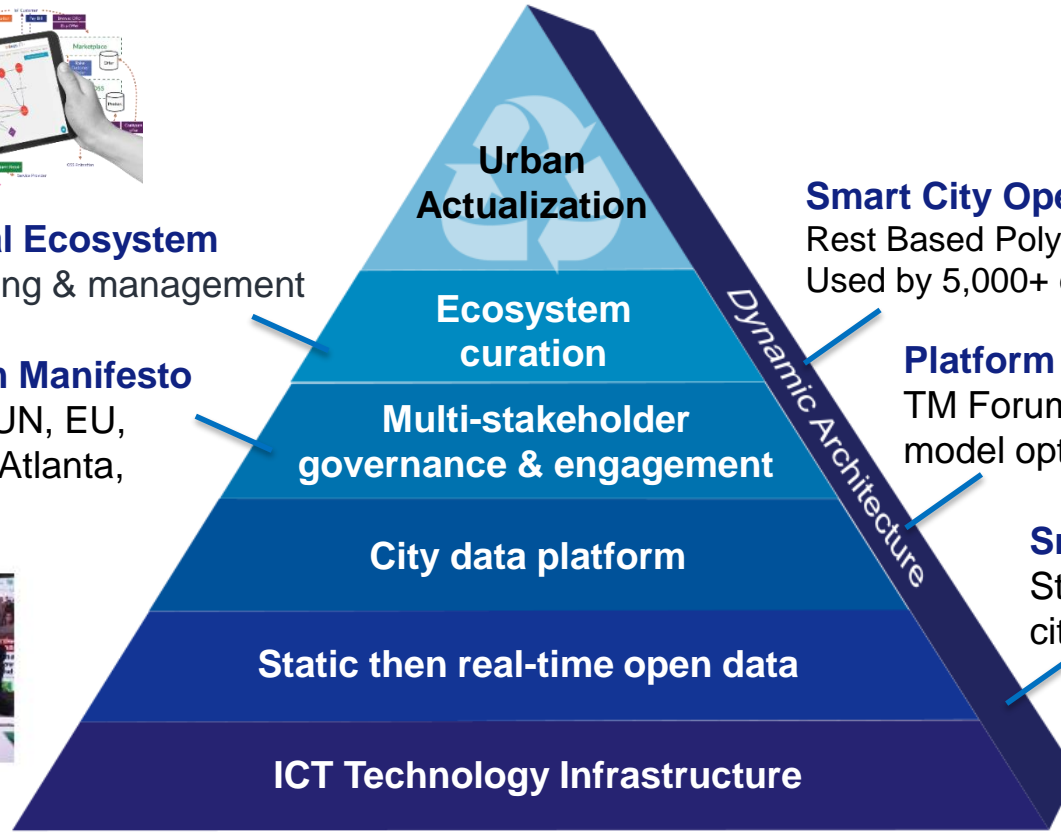 Marketplace
Urban
Actualization
al Ecosystem
ing & management
Smart City Ope
Rest Based Poly
Used by 5,000+
Ecosystem
curation
Dynamic Architecture
Manifesto
UN, EU,
Atlanta,
Platform
TM Forum
model opt
Multi-stakeholder
governance & engagement
City data platform
St
cit
Static then real-time open data
ICT Technology Infrastructure